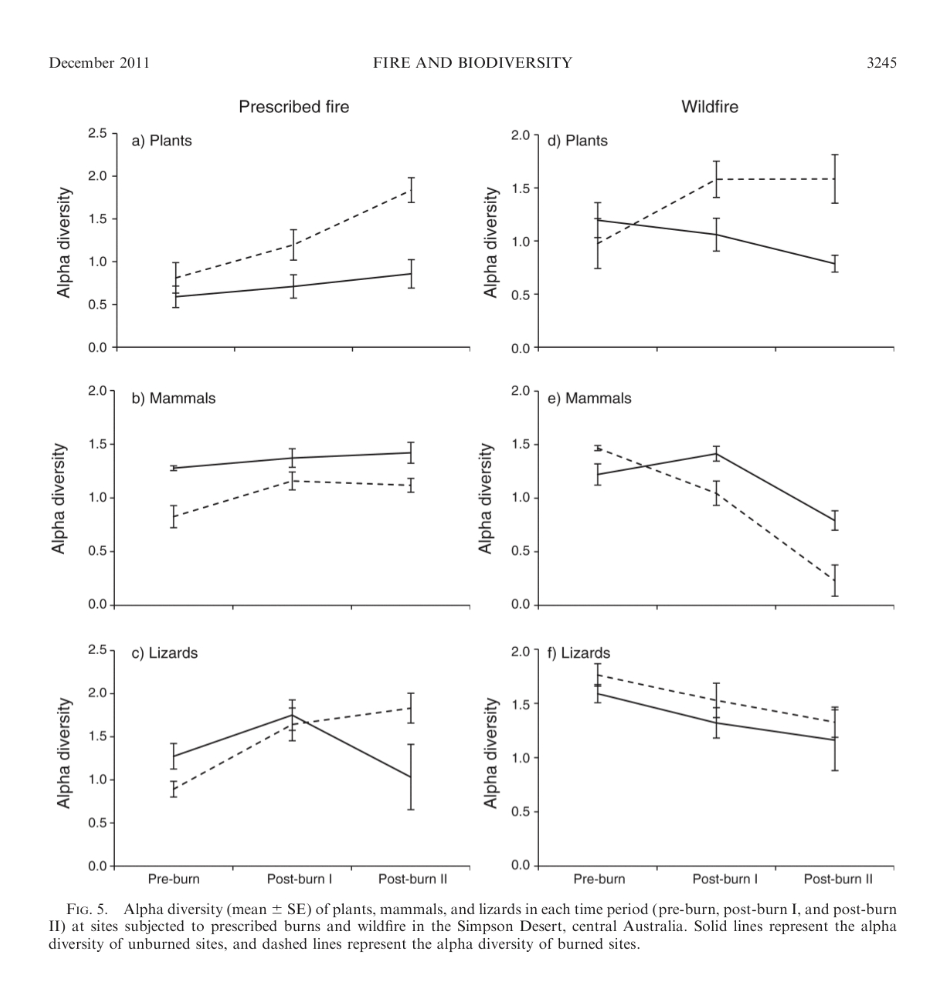 December 2011 FIRE AND BIODIVERSITY 3245
Prescribed fire Wildfire
a) Plants
Alpha diversity
2.5
2.0
1.5
1.0
0.5
0.0
d) Plants
Alpha diversity
2.0
1.5
1.0
0.5
0.0
b) Mammals
Alpha diversity
2.0
1.5
1.0
0.5
0.0
e) Mammals
Alpha diversity
2.0
1.5
1.0
0.5
0.0
c) Lizards
Alpha diversity
2.5
2.0
1.5
1.0
0.5
0.0
Pre-burn Post-burn I Post-burn II
f) Lizards
Alpha diversity
2.0
1.5
1.0
0.5
0.0
Pre-burn Post-burn I Post-burn II
FIG. 5. Alpha diversity (mean ± SE) of plants, mammals, and lizards in each time period (pre-burn, post-burn I, and post-burn
II) at sites subjected to prescribed burns and wildfire in the Simpson Desert, central Australia. Solid lines represent the alpha
diversity of unburned sites, and dashed lines represent the alpha diversity of burned sites.